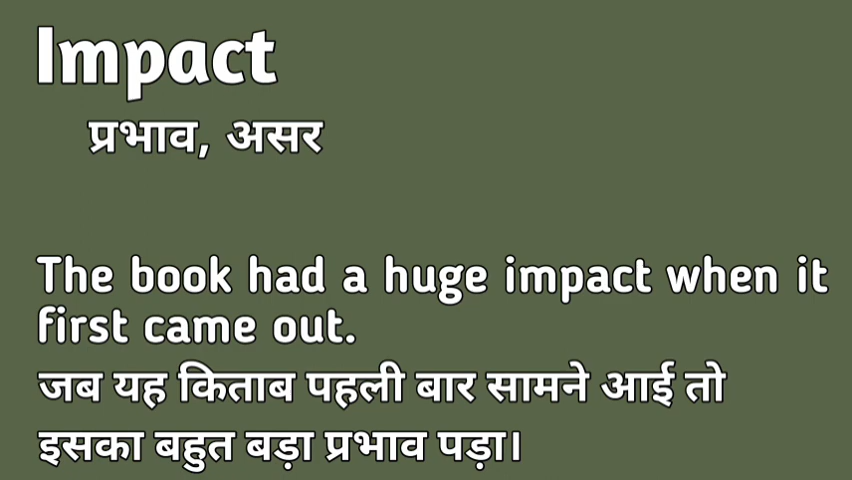 Impact
प्रभाव, असर
The book had a huge impact when it
first came out.
जब यह किताब पहली बार सामने आई तो
इसका बहुत बड़ा प्रभाव पड़ा।